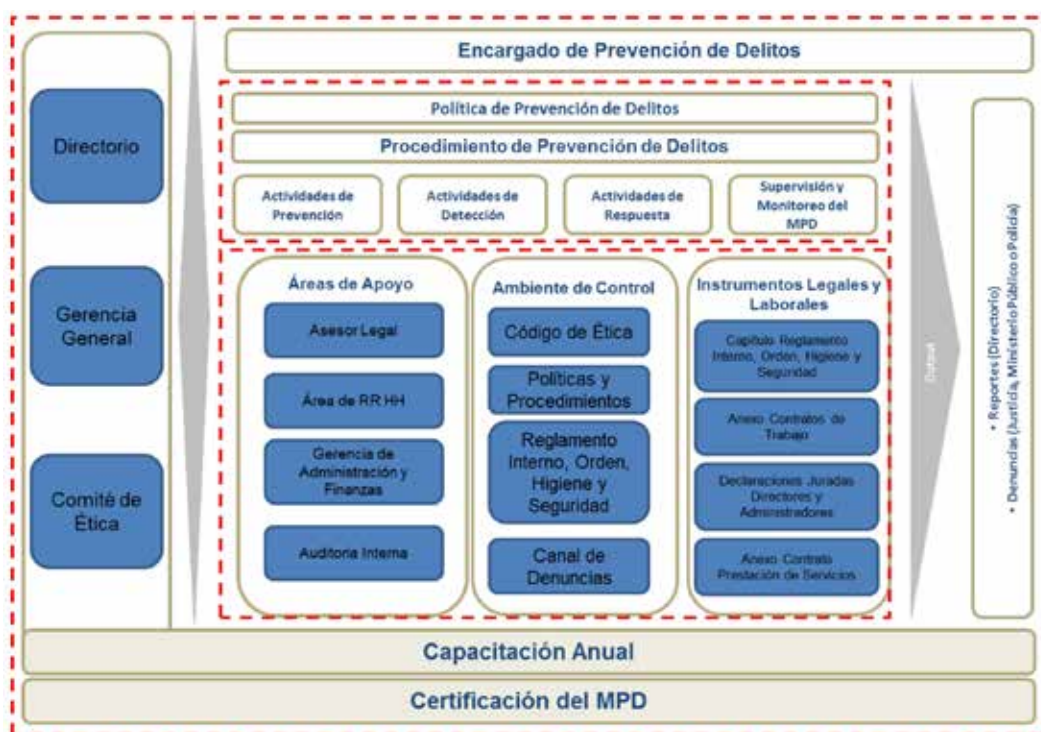 Encargado de Prevención de Delitos
Directorio
Gerencia
General
Comité de
Ètica
Política de Prevención de Delitos
Procedimiento de Prevención de Delitos
Actividades de
Prevención
Actividades de
Detección
Actividades de
Respuesta
Supervisión y
Monitoreo del
MPD
Áreas de Apoyo
Asesor Legal
Área de RR HH
Gerencia de
Administración y
Finanzas
Auditoria Interna
Ambiente de Control
Código de Ética
Políticas y
Procedimientos
Reglamento
Interno, Orden,
Higiene y
Seguridad
Canal de
Denuncias
Instrumentos Legales y
Laborales
Capítulo Reglamento
Interno, Orden, Higiene y
Seguridad
Anexo Contratos de
Trabajo
Declaraciones Juradas
Directores y
Administradores
Anexo Contrato
Prestación de Servicios
Output
• Reportes (Directorio)
• Denuncias (Justicia, Ministerio Público o Policía)
Capacitación Anual
Certificación del MPD